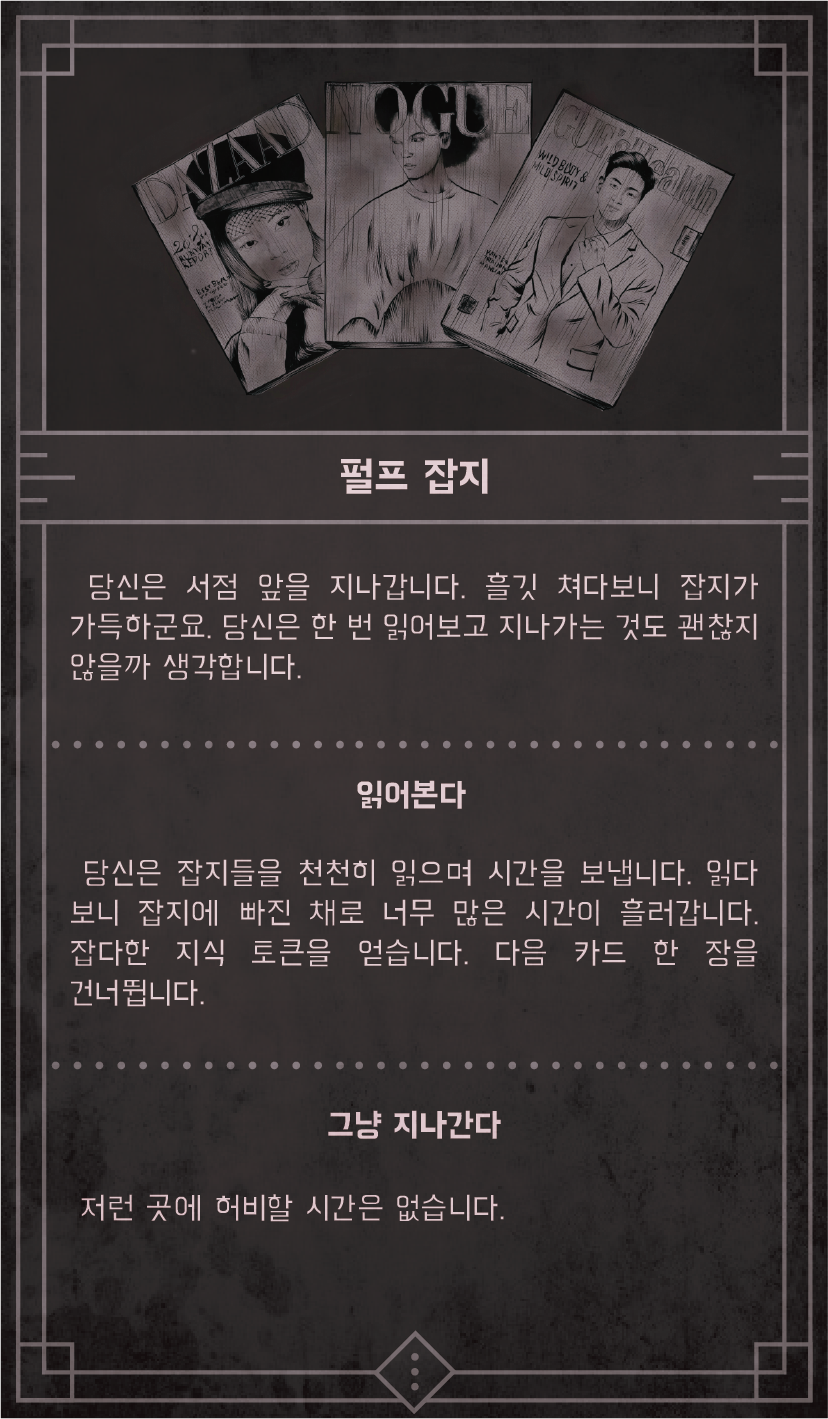 DAZAAD
NOGUE
WILD BODY &
MILD SPIRIT
펄프 잡지
당신은 서점 앞을 지나갑니다. 흘깃 쳐다보니 잡지가
가득하군요. 당신은 한 번 읽어보고 지나가는 것도 괜찮지
않을까 생각합니다.
읽어본다
당신은 잡지들을 천천히 읽으며 시간을 보냅니다. 읽다
보니 잡지에 빠진 채로 너무 많은 시간이 흘러갑니다.
잡다한 지식 토큰을 얻습니다. 다음 카드 한 장을
건너뜁니다.
그냥 지나간다
저런 곳에 허비할 시간은 없습니다.